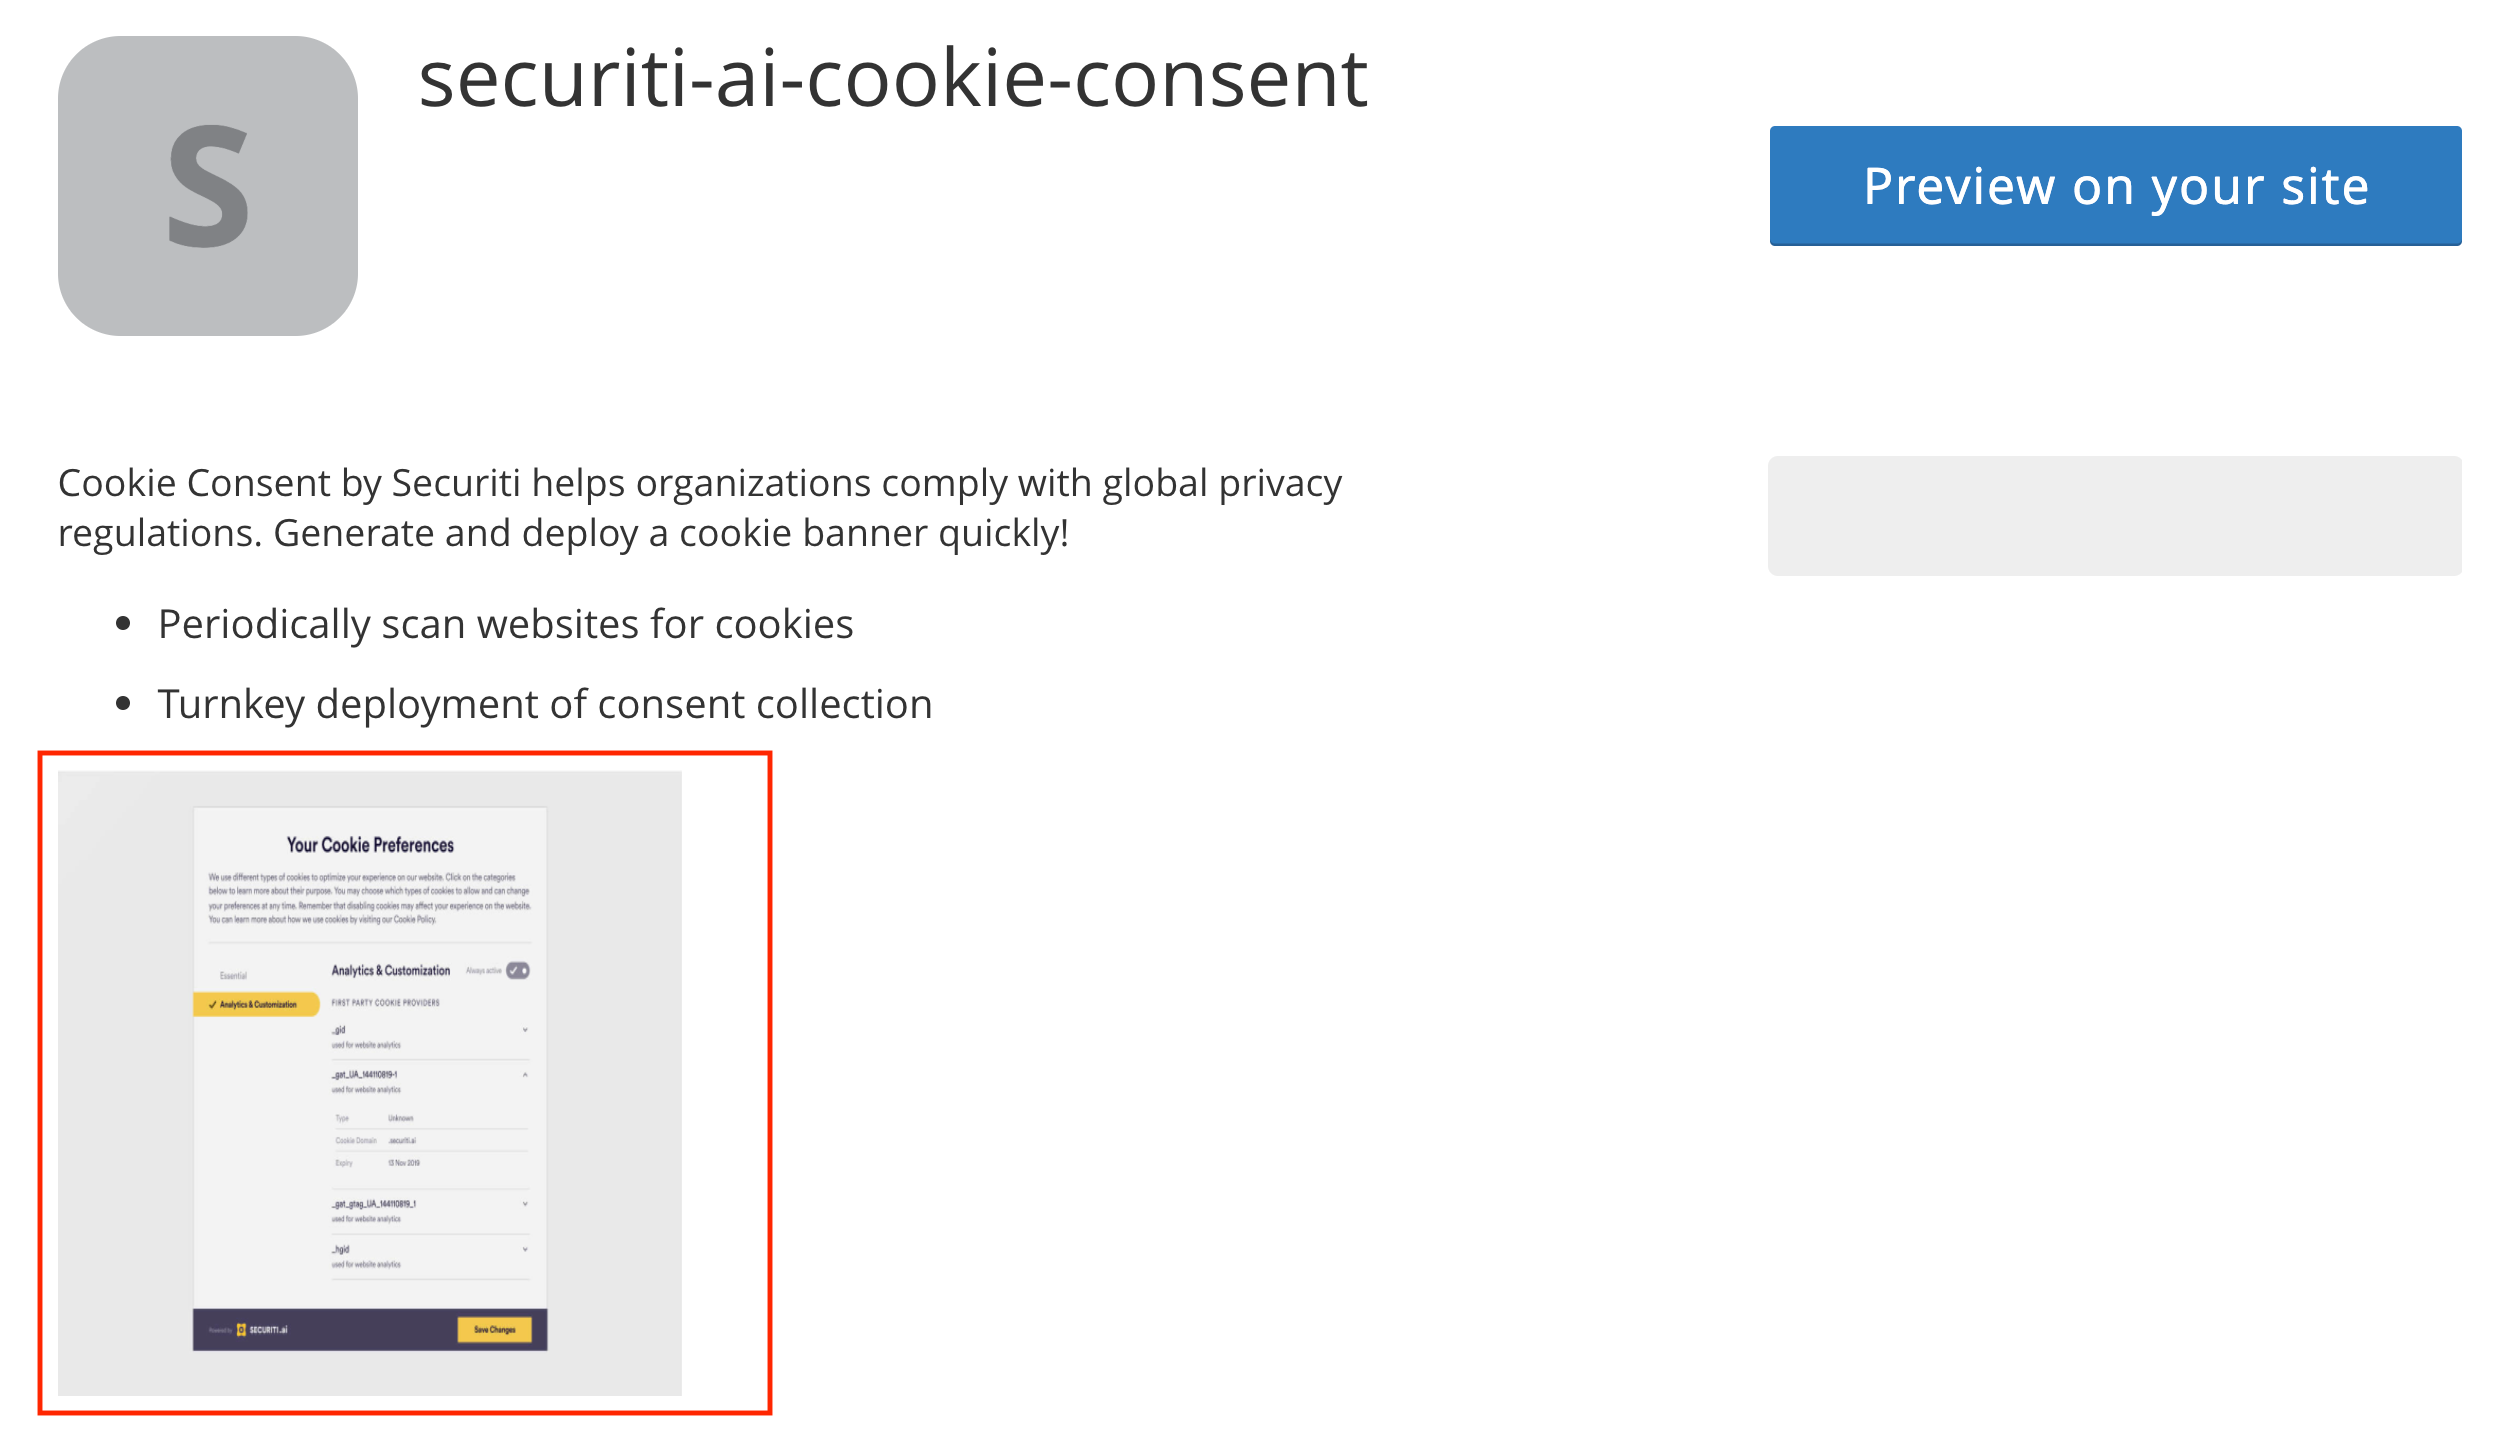 S
securiti-ai-cookie-consent
Preview on your site
Cookie Consent by Securiti helps organizations comply with global privacy
regulations. Generate and deploy a cookie banner quickly!
Periodically scan websites for cookies
Turnkey deployment of consent collection
Your Cookie Preferences
We use different types of cookies to optimize your experience on our website. Click on the categories
below to learn more about their purpose. You may choose which types of cookies to allow and can change
your preferences at any time. Remember that disabling cookies may affect your experience on the website.
You can learn more about how we use cookies by visiting our Cookie Policy.
Essential
Analytics & Customization
Analytics & Customization Always active
FIRST PARTY COOKIE PROVIDERS
_gid
used for website analytics
_gat_UA_144110819-1
used for website analytics
Type Unknown
Cookie Domain .securiti.ai
Expiry 13 Nov 2019
_gat_gtag_UA_144110819_1
used for website analytics
_hgid
used for website analytics
Powered by SECURITI.ai
Save Changes